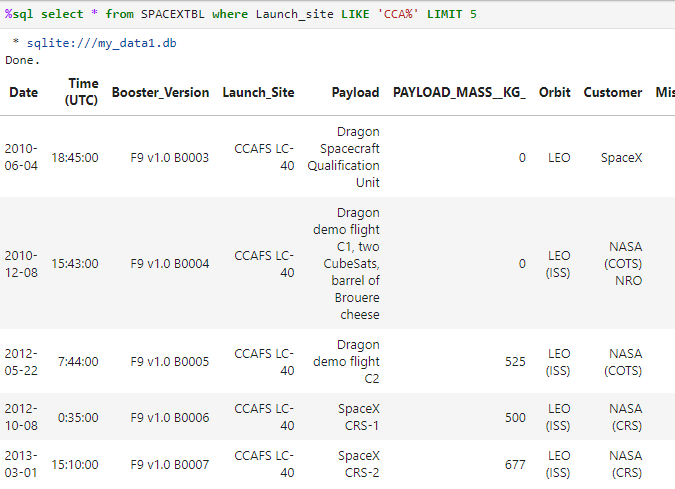 %sql select * from SPACEXTBL where Launch_site LIKE 'CCA%' LIMIT 5
* sqlite:///my_data1.db
Done.
Date Time (UTC) Booster_Version Launch_Site Payload PAYLOAD_MASS__KG_ Orbit Customer Mis
2010-06-04 18:45:00 F9 v1.0 B0003 CCAFS LC-40 Dragon Spacecraft Qualification Unit 0 LEO SpaceX
2010-12-08 15:43:00 F9 v1.0 B0004 CCAFS LC-40 Dragon demo flight C1, two CubeSats, barrel of Brouere cheese 0 LEO (ISS) NASA (COTS) NRO
2012-05-22 7:44:00 F9 v1.0 B0005 CCAFS LC-40 Dragon demo flight C2 525 LEO (ISS) NASA (COTS)
2012-10-08 0:35:00 F9 v1.0 B0006 CCAFS LC-40 SpaceX CRS-1 500 LEO (ISS) NASA (CRS)
2013-03-01 15:10:00 F9 v1.0 B0007 CCAFS LC-40 SpaceX CRS-2 677 LEO (ISS) NASA (CRS)